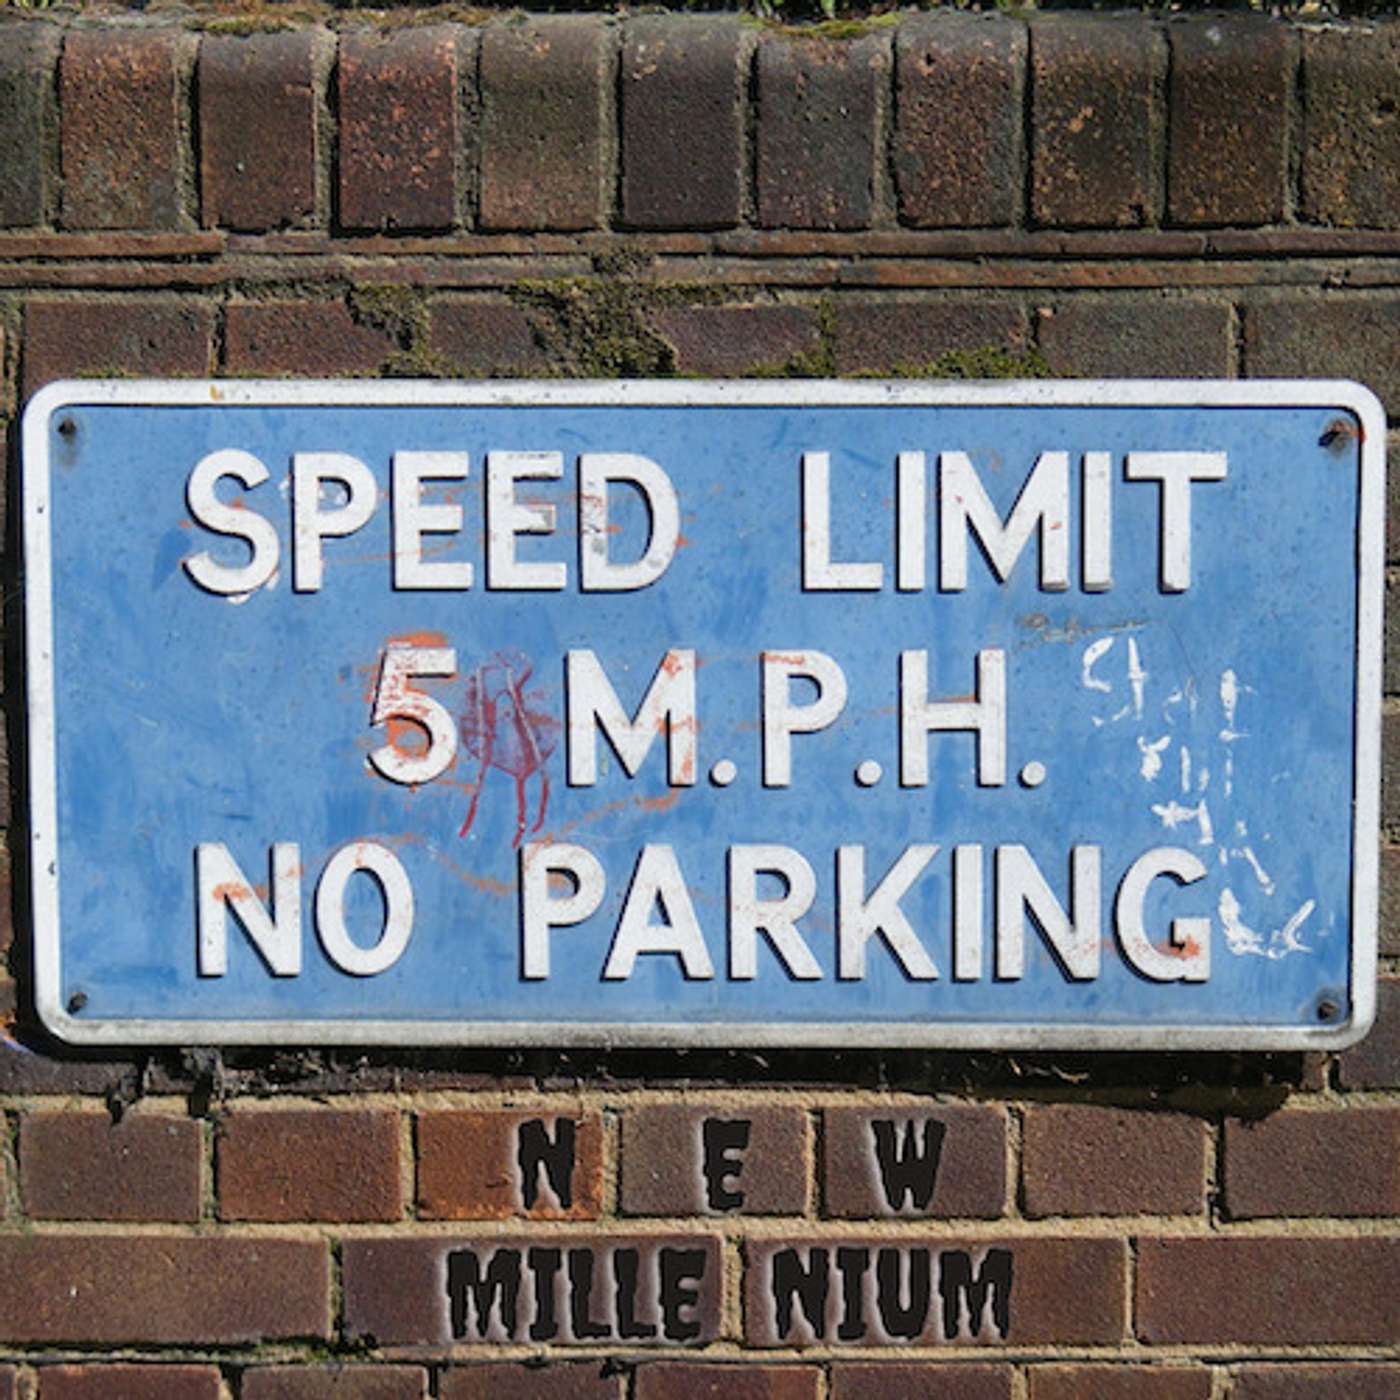 SPEED LIMIT
5 M.P.H.
NO PARKING
NEW
MILLENIUM